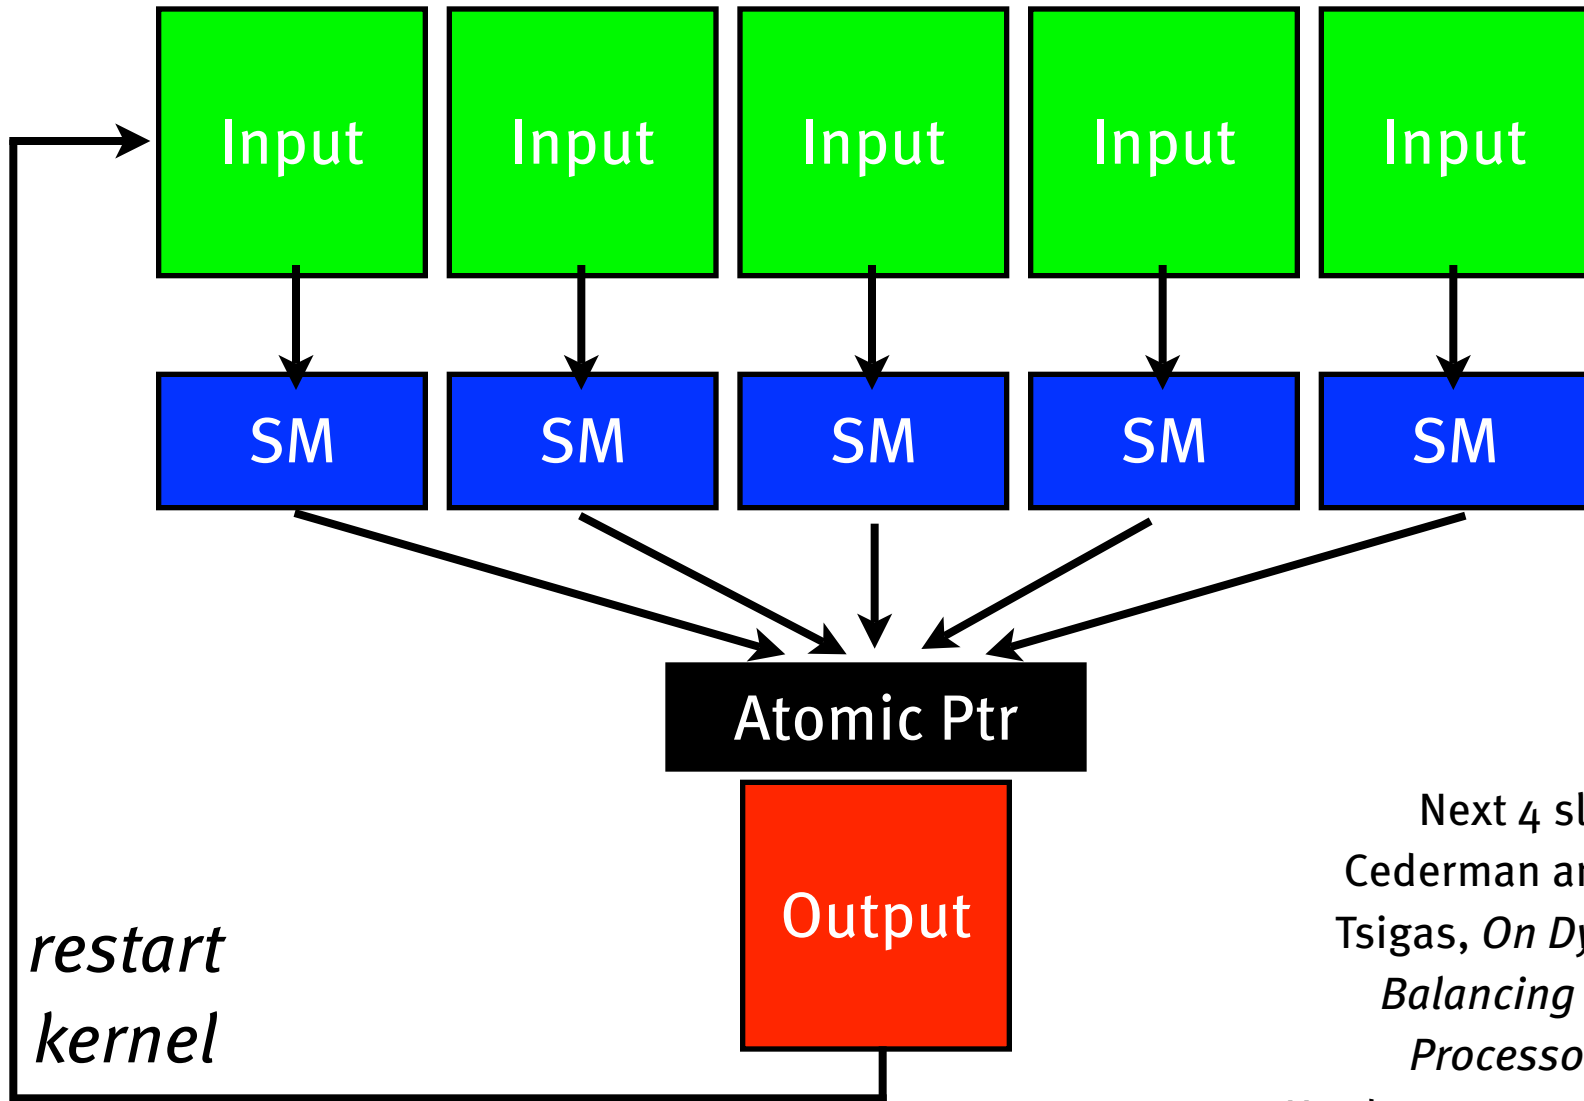 Input Input Input Input Input
SM SM SM SM SM
Atomic Ptr
Output
restart
kernel
Next 4
Cederman
Tsigas, On
Balancing